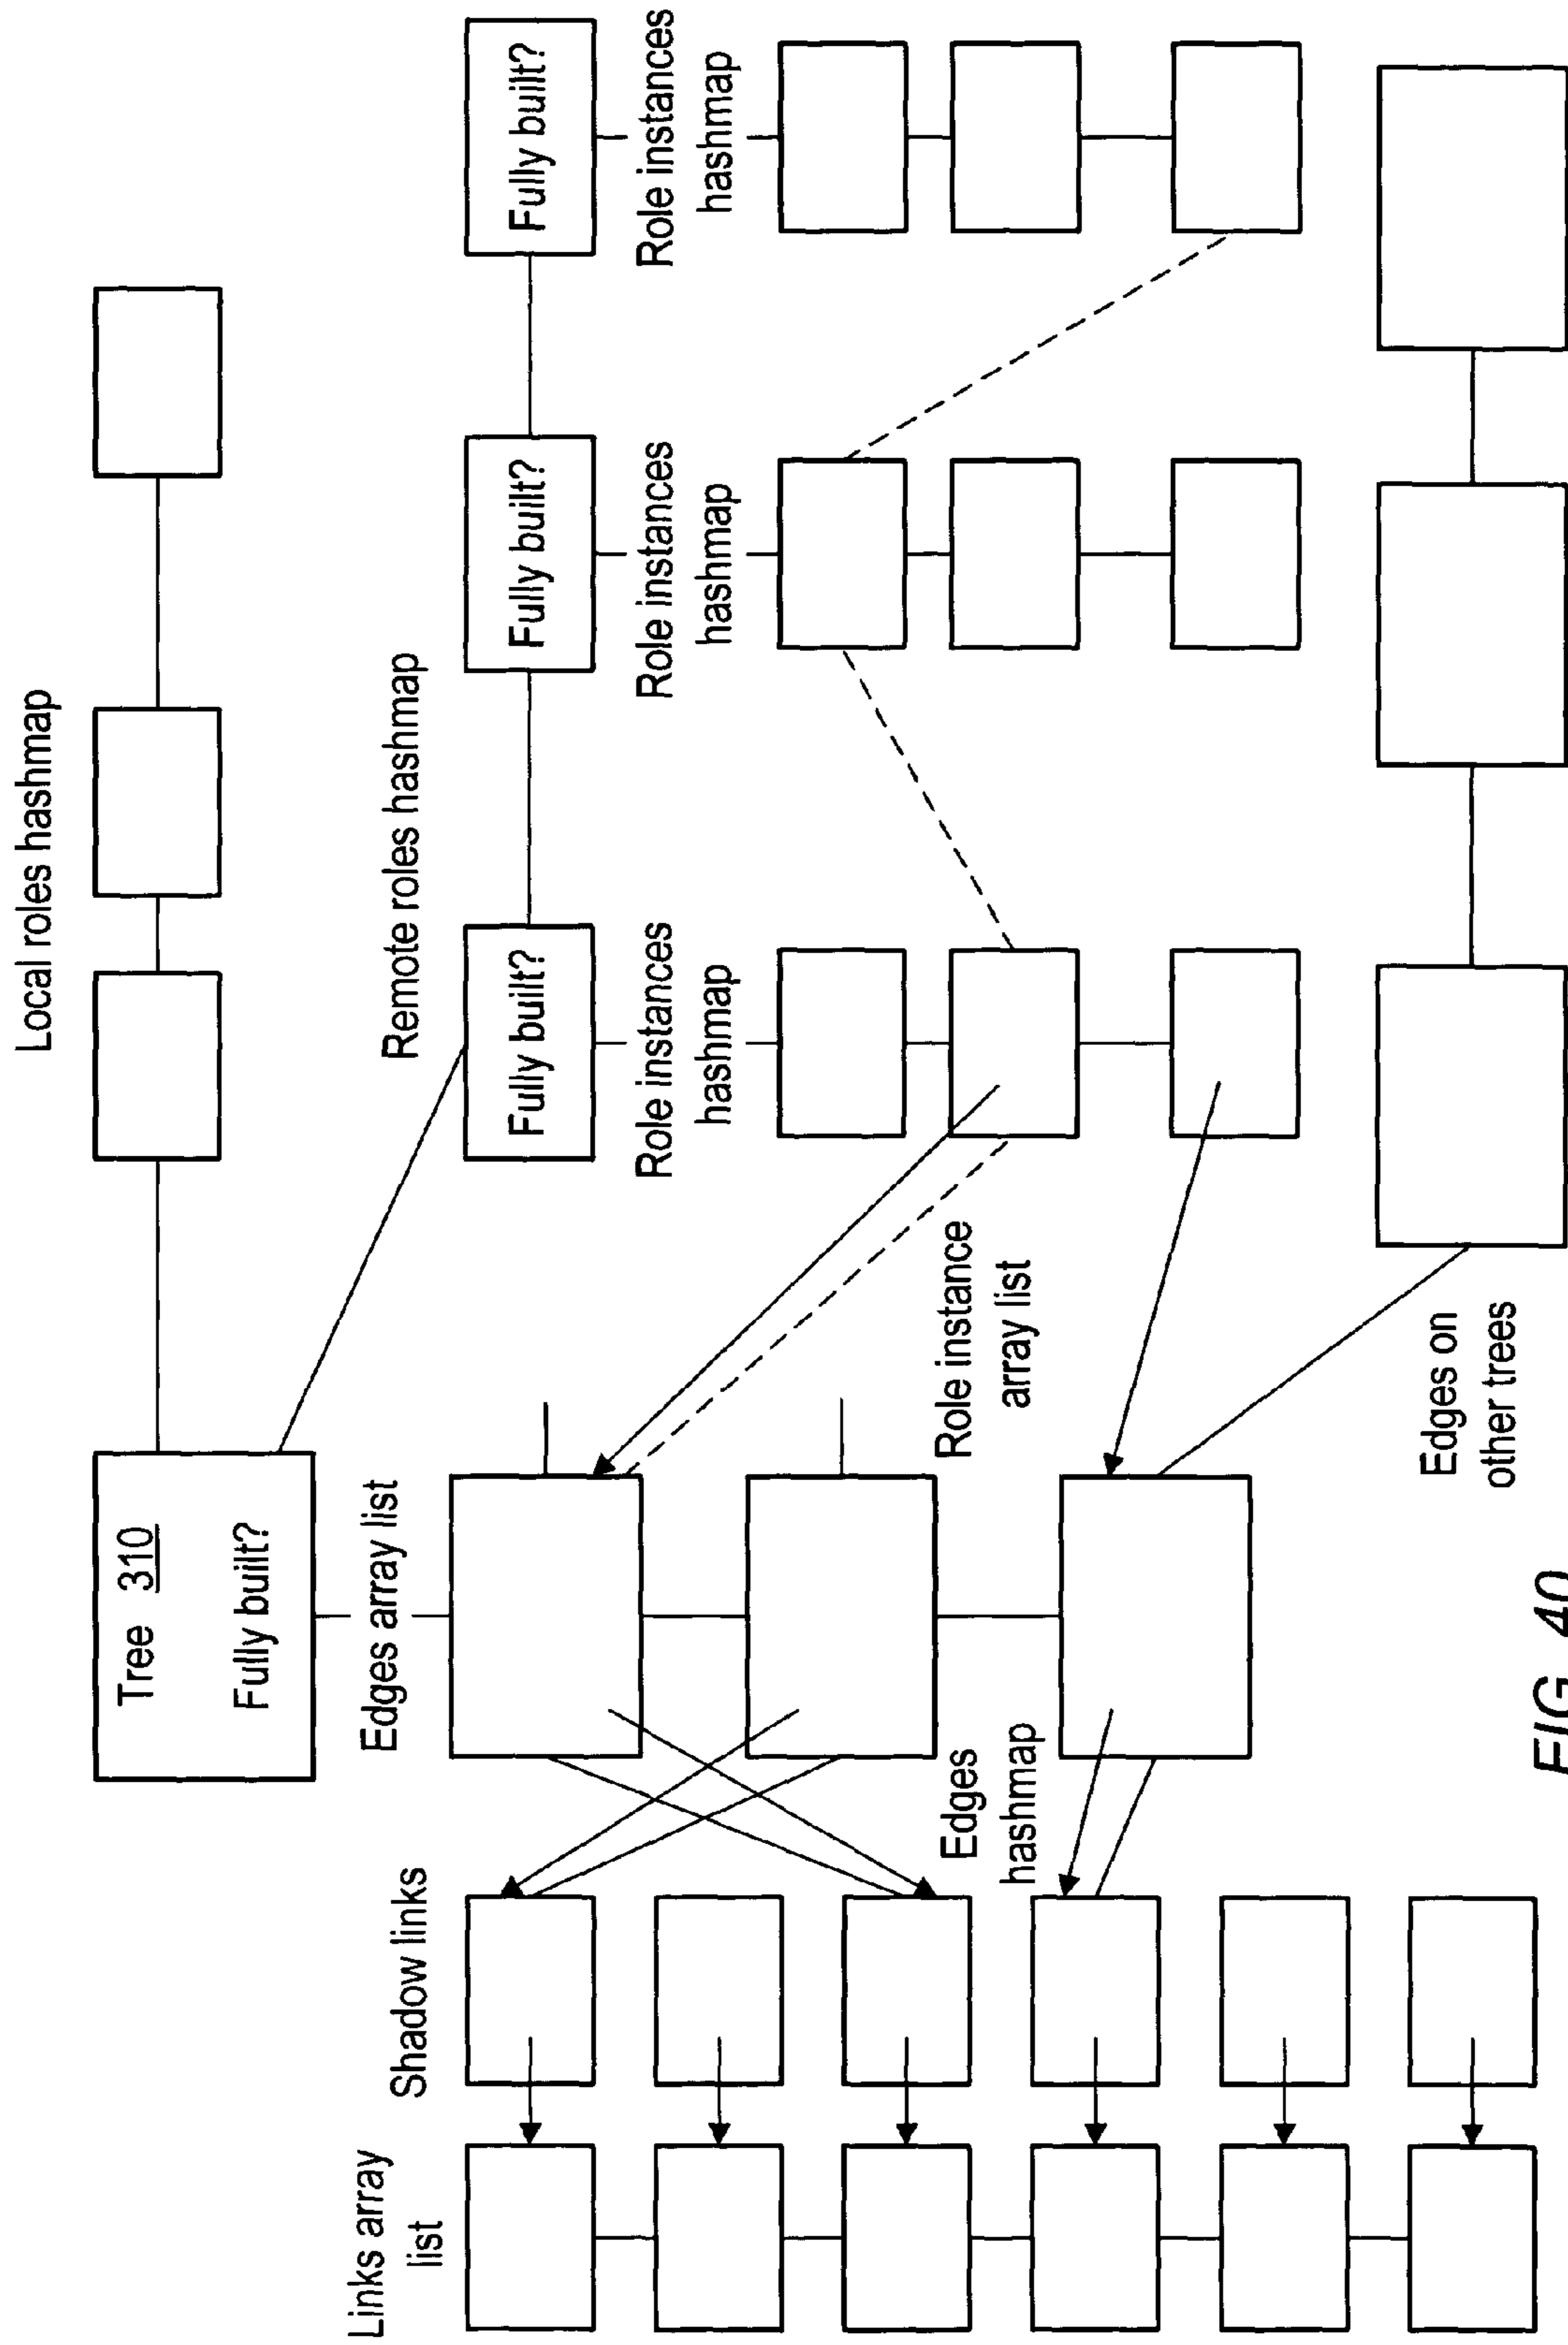 Local roles hashmap
Tree 310
Fully built?
Remote roles hashmap
Links array
list
Shadow links
Edges array list
Fully built?
Fully built?
Fully built?
Role instances
hashmap
Role instances
hashmap
Role instances
hashmap
Edges
hashmap
Role instance
array list
Edges on
other trees
FIG. 40